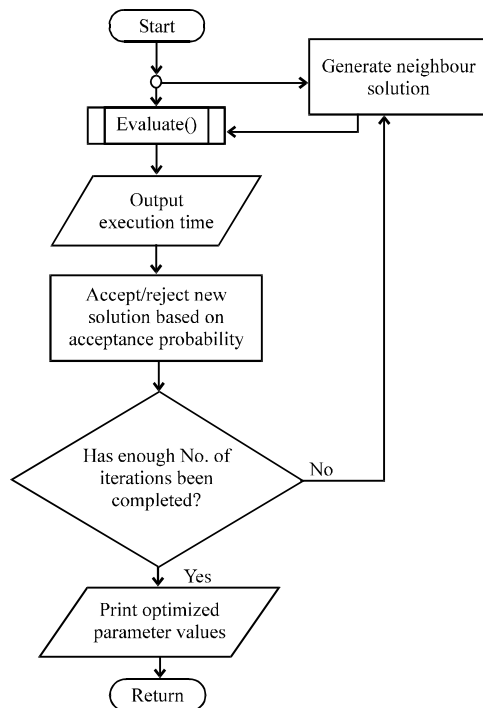 Start
Generate neighbour
solution
Evaluate()
Output
execution time
Accept/reject new
solution based on
acceptance probability
Has enough No. of
iterations been
completed?
No
Yes
Print optimized
parameter values
Return